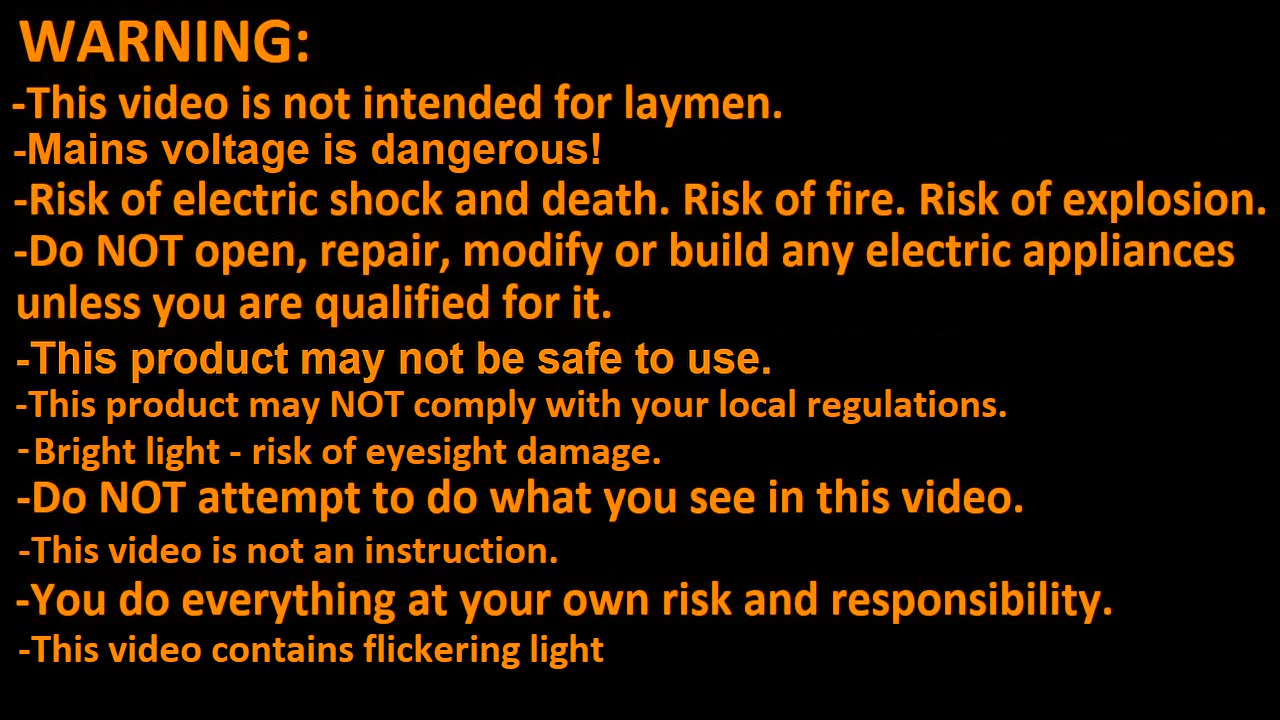 WARNING:
-This video is not intended for laymen.
-Mains voltage is dangerous!
-Risk of electric shock and death. Risk of fire. Risk of explosion.
-Do NOT open, repair, modify or build any electric appliances
unless you are qualified for it.
-This product may not be safe to use.
-This product may NOT comply with your local regulations.
-Bright light - risk of eyesight damage.
-Do NOT attempt to do what you see in this video.
-This video is not an instruction.
-You do everything at your own risk and responsibility.
-This video contains flickering light